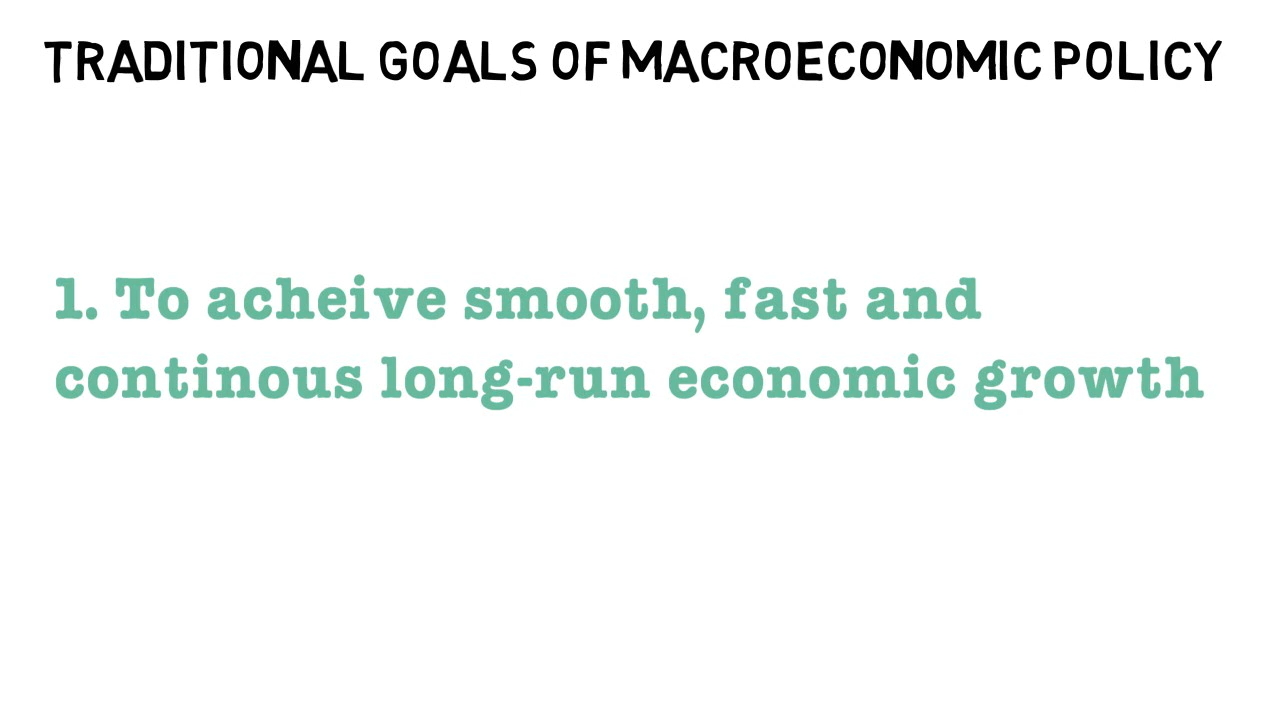 TRADITIONAL GOALS OF MACROECONOMIC POLICY
1. To acheive smooth, fast and
continous long-run economic growth